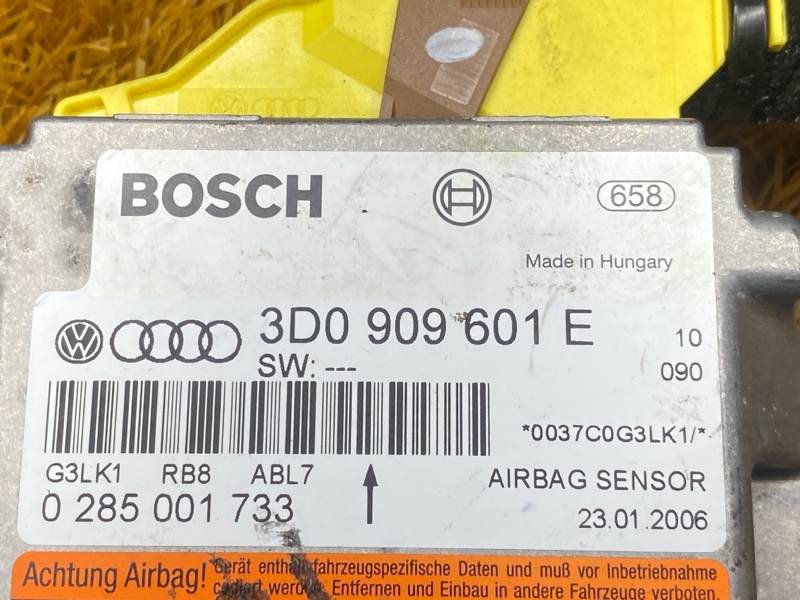 BOSCH
658
Made in Hungary
3D0 909 601 E
10
SW: ---
090
*0037C0G3LK1/*
G3LK1 RB8 ABL7
AIRBAG SENSOR
0 285 001 733
23.01.2006
Achtung Airbag!
Gerät enthält fahrzeugspezifische Daten und muß vor Inbetriebnahme
codiert werden. Entfernen und Einbau in andere Fahrzeuge verboten.